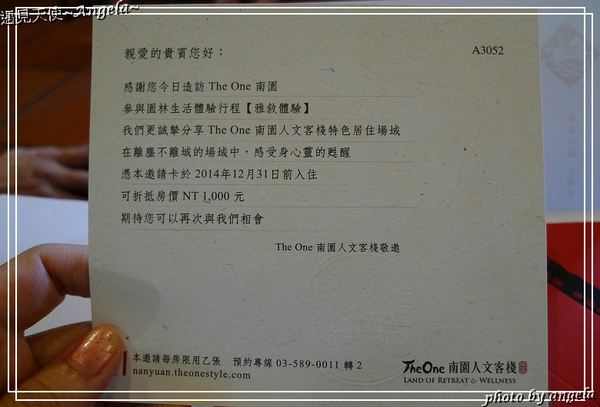 遇見天使~Angela~
親愛的貴賓您好：
A3052
感謝您今日造訪 The One 南園
參與園林生活體驗行程【雅敘體驗】
我們更誠摯分享 The One 南園人文客棧特色居住場域
在離塵不離城的場域中，感受身心靈的甦醒
憑本邀請卡於 2014年12月31日前入住
可折抵房價 NT 1,000 元
期待您可以再次與我們相會
The One 南園人文客棧敬邀
本邀請每房限用乙張 預約專線 03-589-0011 轉 2
nanyuan.theonestyle.com
TheOne 南園人文客棧
LAND OF RETREAT & WELLNESS
photo by angela